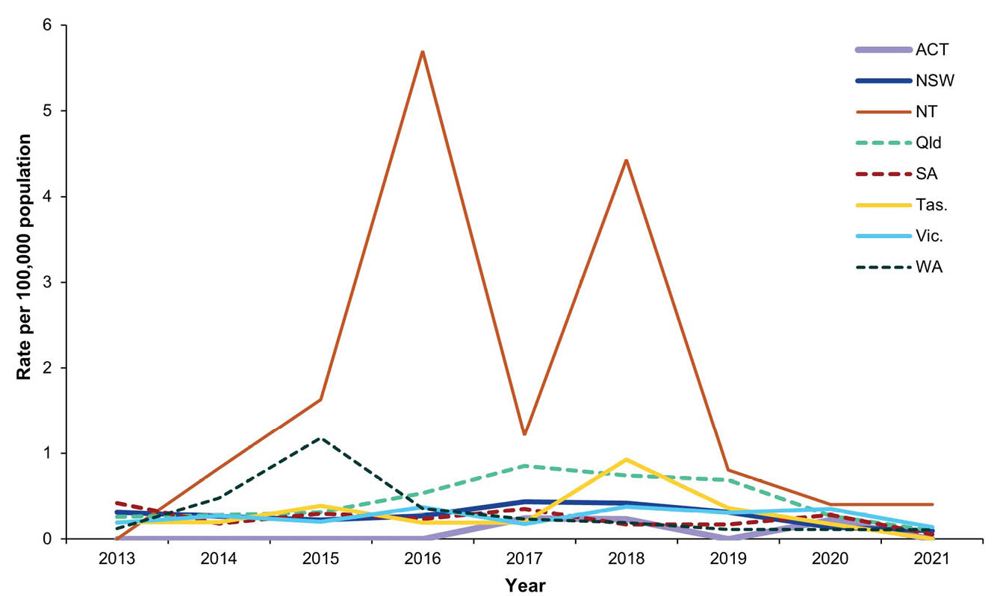 6
5
4
3
2
1
0
Rate per 100,000 population
2013 2014 2015 2016 2017 2018 2019 2020 2021
Year
ACT
NSW
NT
Qld
SA
Tas.
Vic.
WA